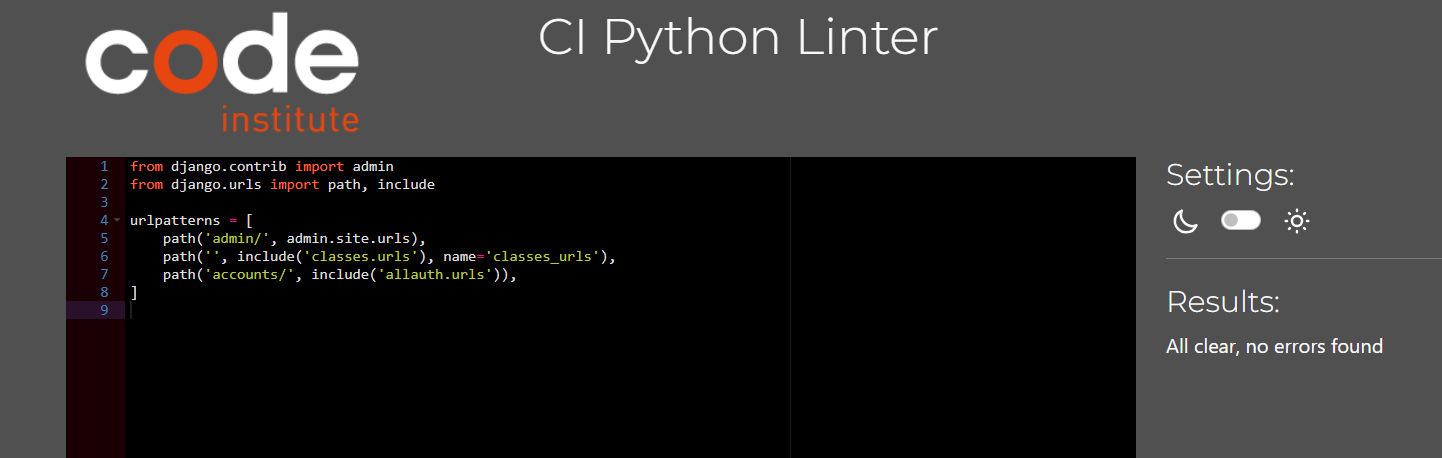 code
institute
CI Python Linter
1 from django.contrib import admin
2 from django.urls import path, include
3
4 urlpatterns = [
5     path('admin/', admin.site.urls),
6     path('', include('classes.urls'), name='classes_urls'),
7     path('accounts/', include('allauth.urls')),
8 ]
9
Settings:
Results:
All clear, no errors found